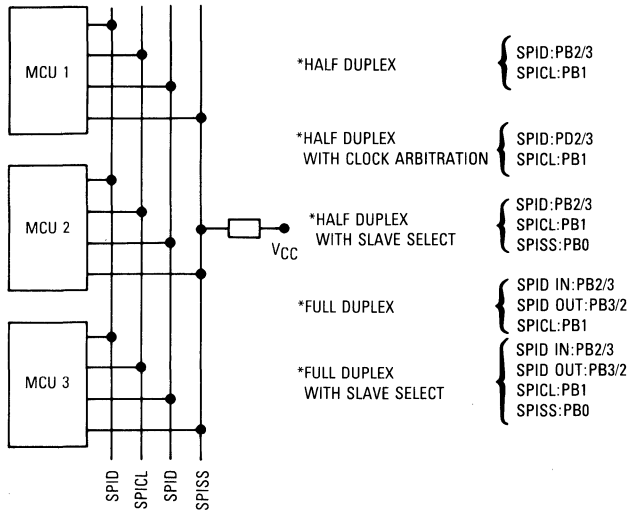 MCU 1
MCU 2
MCU 3
SPID
SPICL
SPID
SPISS
VCC
*HALF DUPLEX
SPID:PB2/3
SPICL:PB1
*HALF DUPLEX
WITH CLOCK ARBITRATION
SPID:PD2/3
SPICL:PB1
*HALF DUPLEX
WITH SLAVE SELECT
SPID:PB2/3
SPICL:PB1
SPISS:PB0
*FULL DUPLEX
SPID IN:PB2/3
SPID OUT:PB3/2
SPICL:PB1
*FULL DUPLEX
WITH SLAVE SELECT
SPID IN:PB2/3
SPID OUT:PB3/2
SPICL:PB1
SPISS:PB0